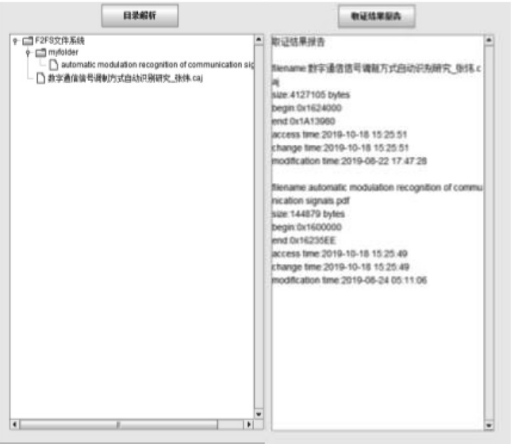 目录解析
取证结果报告
F2FS文件系统
myfolder
automatic modulation recognition of communication sig
数字通信信号调制方式自动识别研究_张炜.caj
取证结果报告
filename:数字通信信号调制方式自动识别研究_张炜.c
aj
size:4127105 bytes
begin:0x1624000
end:0x1A13980
access time:2019-10-18 15:25:51
change time:2019-10-18 15:25:51
modification time:2019-08-22 17:47:28
filename:automatic modulation recognition of commu
nication signals.pdf
size:144879 bytes
begin:0x1600000
end:0x16235EE
access time:2019-10-18 15:25:49
change time:2019-10-18 15:25:49
modification time:2019-06-24 05:11:06